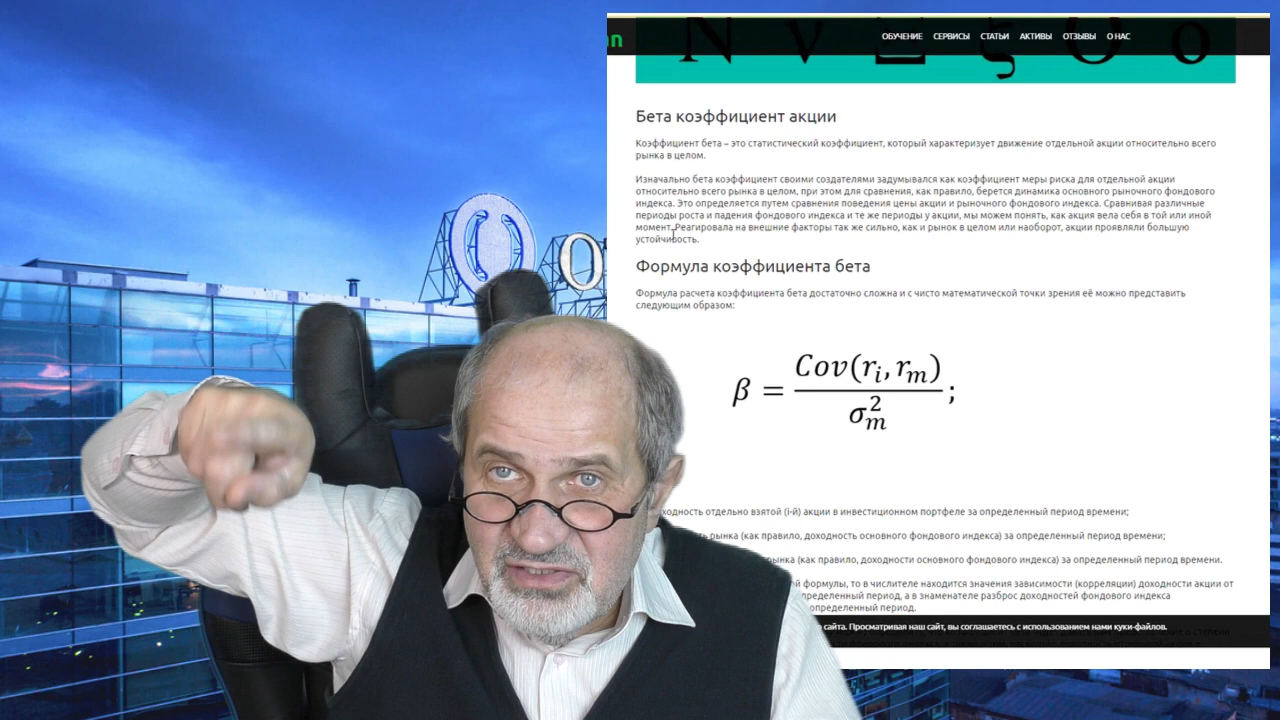 N ν Ξ ς Ο ο
ОБУЧЕНИЕ СЕРВИСЫ СТАТЬИ АКТИВЫ ОТЗЫВЫ О НАС
Бета коэффициент акции
Коэффициент бета – это статистический коэффициент, который характеризует движение отдельной акции относительно всего
рынка в целом.
Изначально бета коэффициент своими создателями задумывался как коэффициент меры риска для отдельной акции
относительно всего рынка в целом, при этом для сравнения, как правило, берется динамика основного рыночного фондового
индекса. Это определяется путем сравнения поведения цены акции и рыночного фондового индекса. Сравнивая различные
периоды роста и падения фондового индекса и те же периоды у акции, мы можем понять, как акция вела себя в той или иной
момент. Реагировала на внешние факторы так же сильно, как и рынок в целом или наоборот, акции проявляли большую
устойчивость.
Формула коэффициента бета
Формула расчета коэффициента бета достаточно сложна и с чисто математической точки зрения её можно представить
следующим образом:
β = Cov(r_i, r_m) / σ_m^2 ;
отдельно взятой (i-й) акции в инвестиционном портфеле за определенный период времени;
рынка (как правило, доходность основного фондового индекса) за определенный период времени;
(как правило, доходности основного фондового индекса) за определенный период времени.
формулы, то в числителе находится значения зависимости (корреляции) доходности акции от
период, а в знаменателе разброс доходностей фондового индекса
определенный период.
сайта. Просматривая наш сайт, вы соглашаетесь с использованием нами куки-файлов.